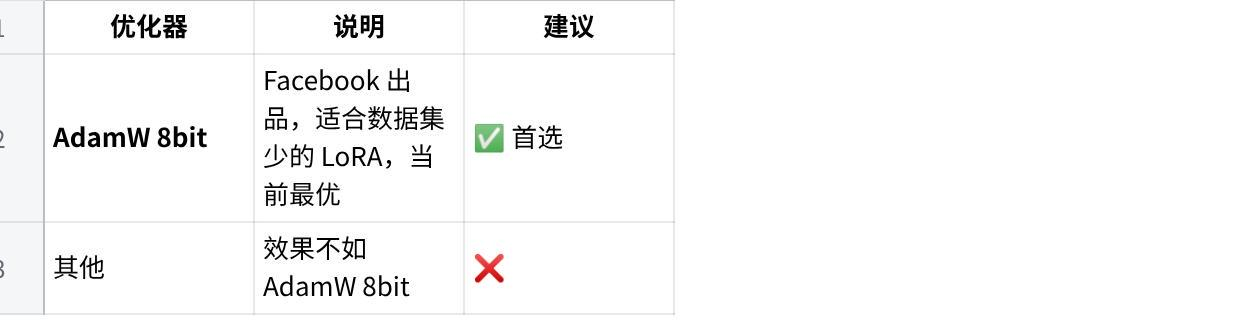 1 优化器 说明 建议
2 AdamW 8bit Facebook 出
品，适合数据集
少的 LoRA，当
前最优 ✅ 首选
3 其他 效果不如
AdamW 8bit ❌